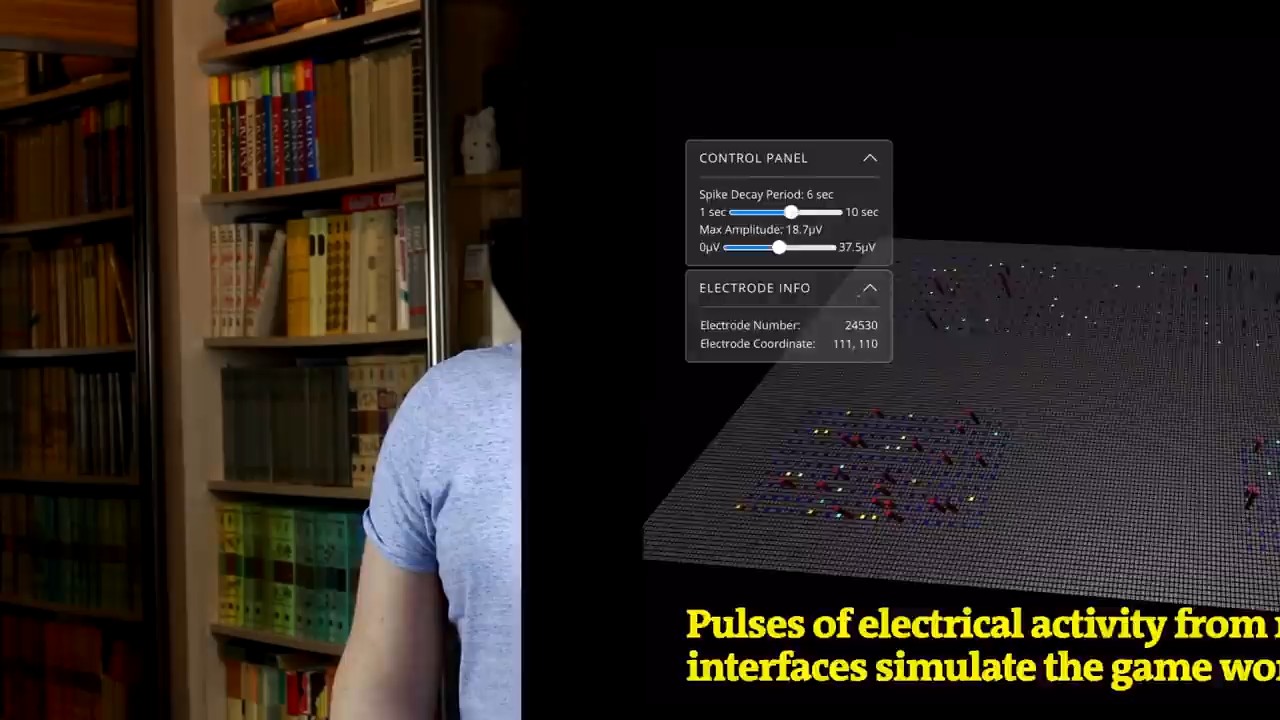 CONTROL PANEL
Spike Decay Period: 6 sec
1 sec 10 sec
Max Amplitude: 18.7μV
0μV 37.5μV
ELECTRODE INFO
Electrode Number: 24530
Electrode Coordinate: 111, 110
Pulses of electrical activity from
interfaces simulate the game